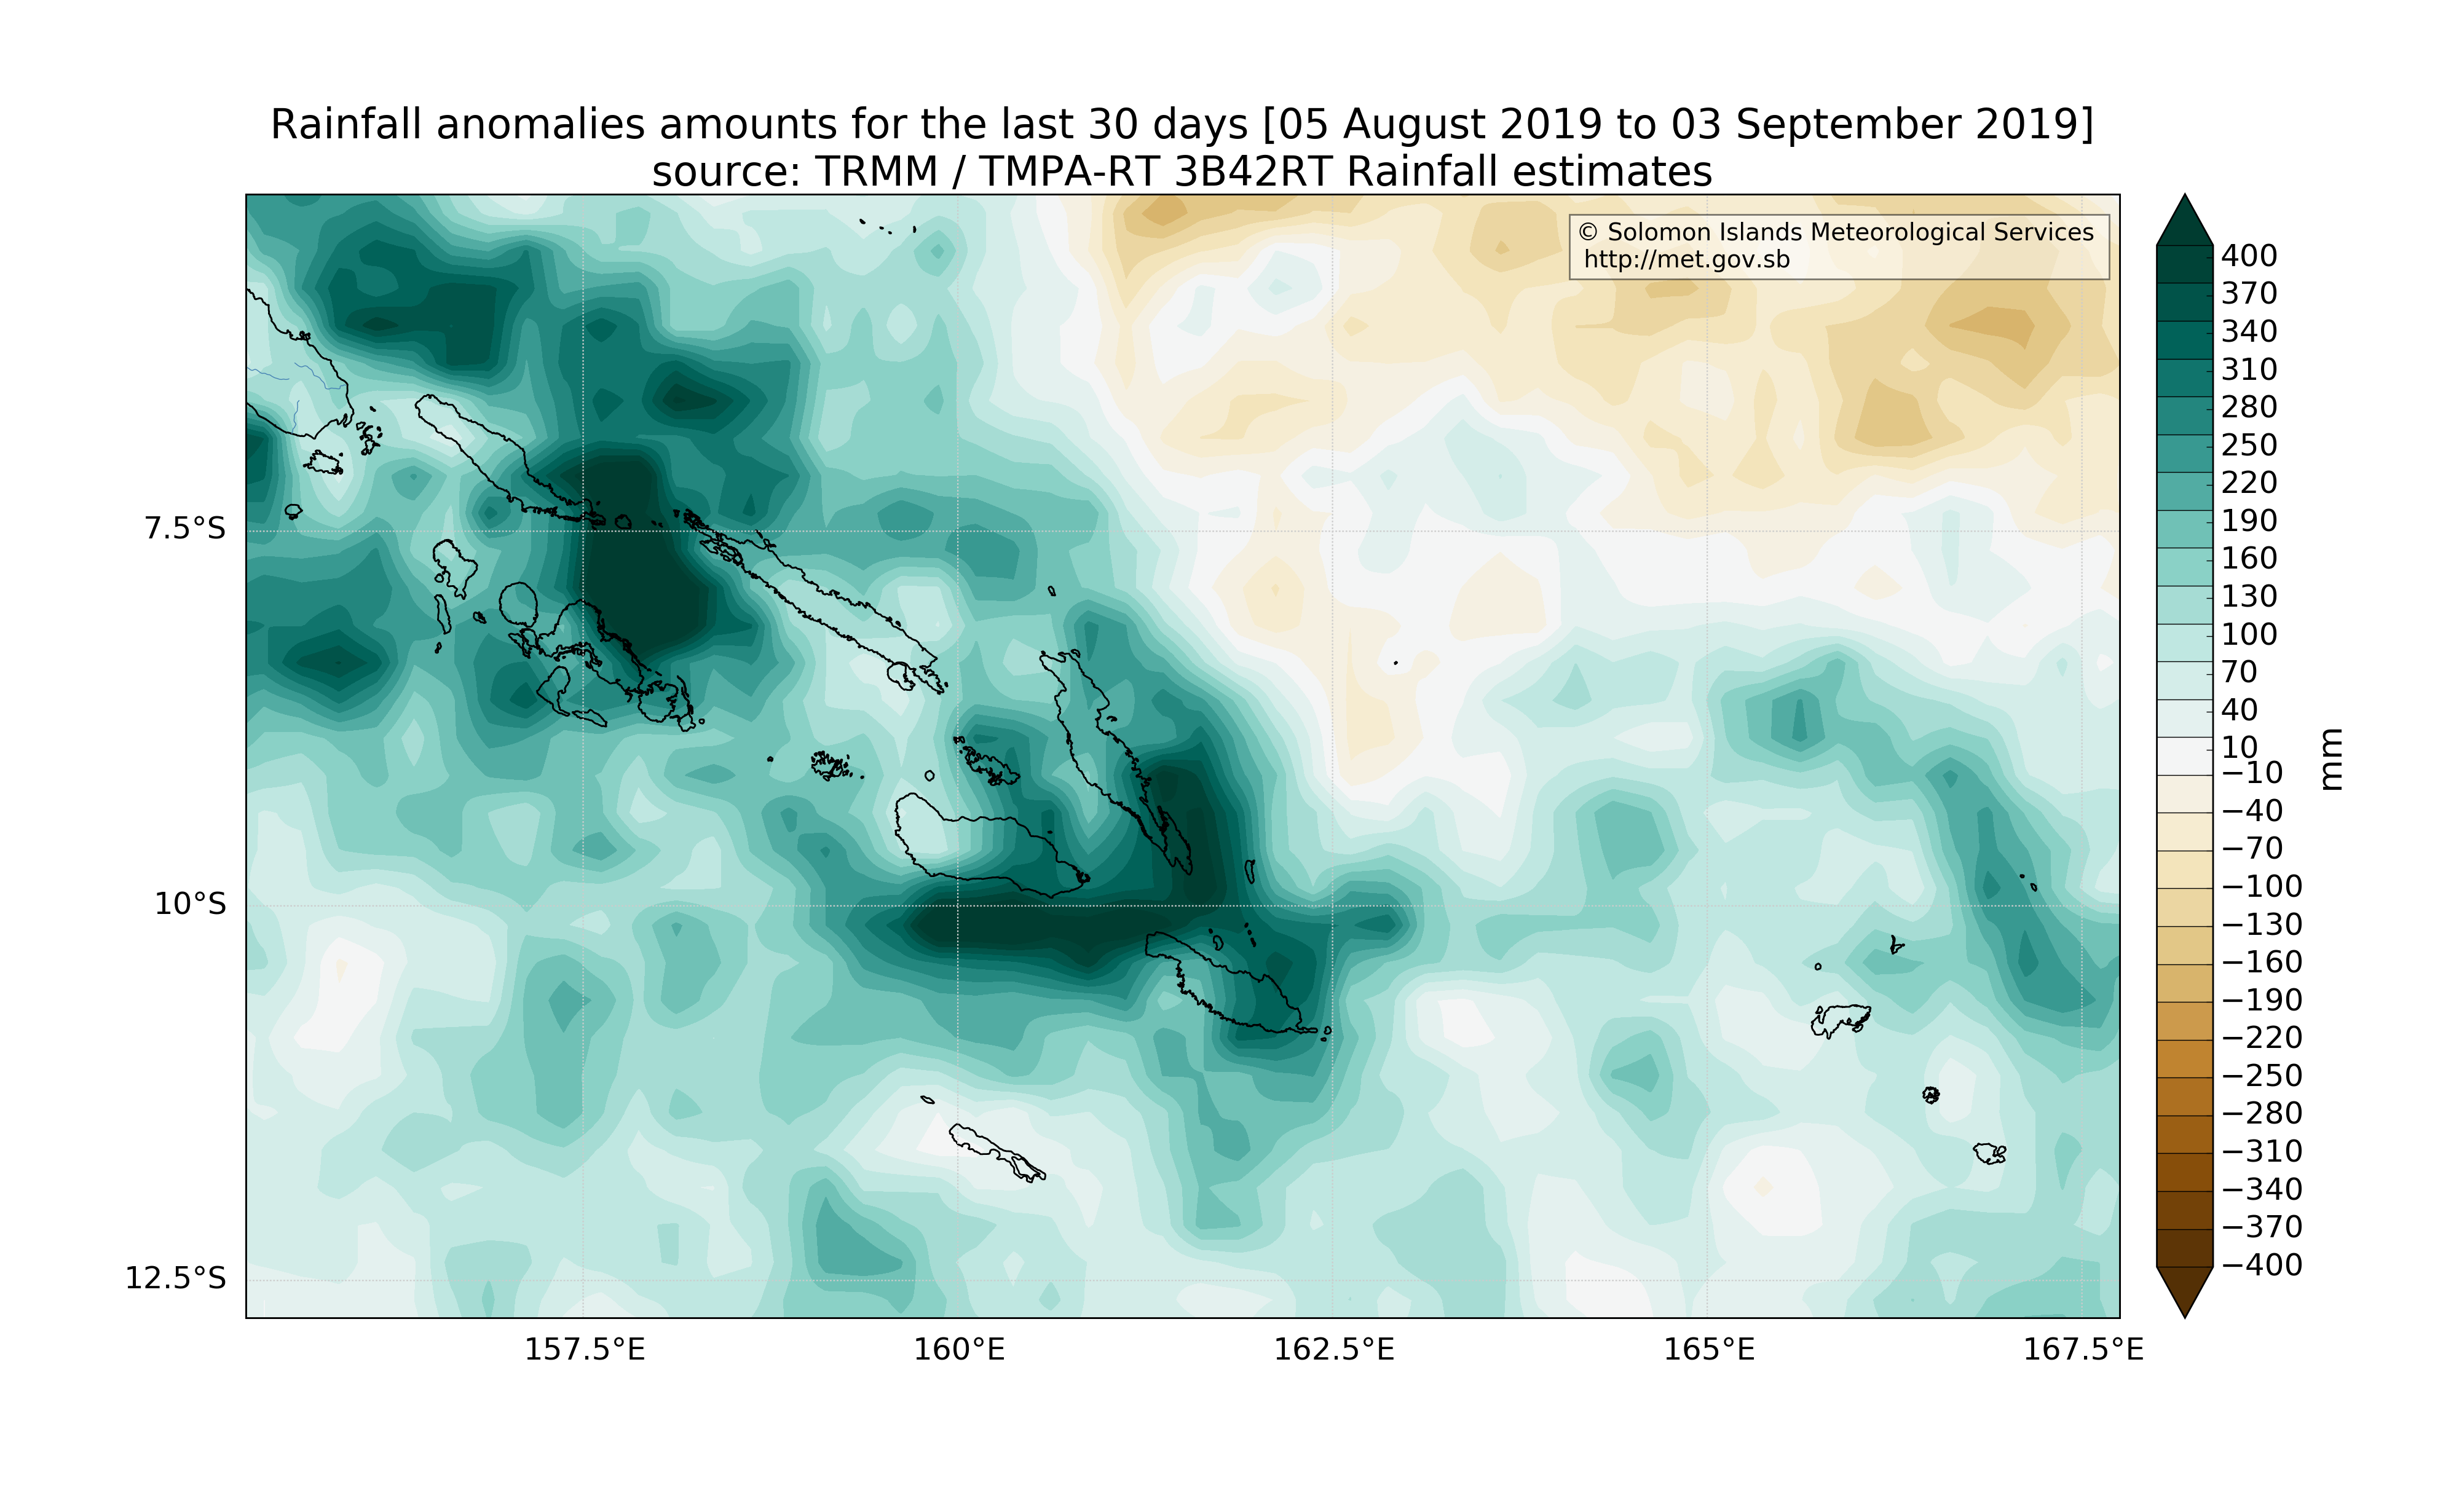 Rainfall anomalies amounts for the last 30 days [05 August 2019 to 03 September 2019]
source: TRMM / TMPA-RT 3B42RT Rainfall estimates
© Solomon Islands Meteorological Services
http://met.gov.sb
7.5°S
10°S
12.5°S
157.5°E
160°E
162.5°E
165°E
167.5°E
400
370
340
310
280
250
220
190
160
130
100
70
40
10
−10
−40
−70
−100
−130
−160
−190
−220
−250
−280
−310
−340
−370
−400
mm